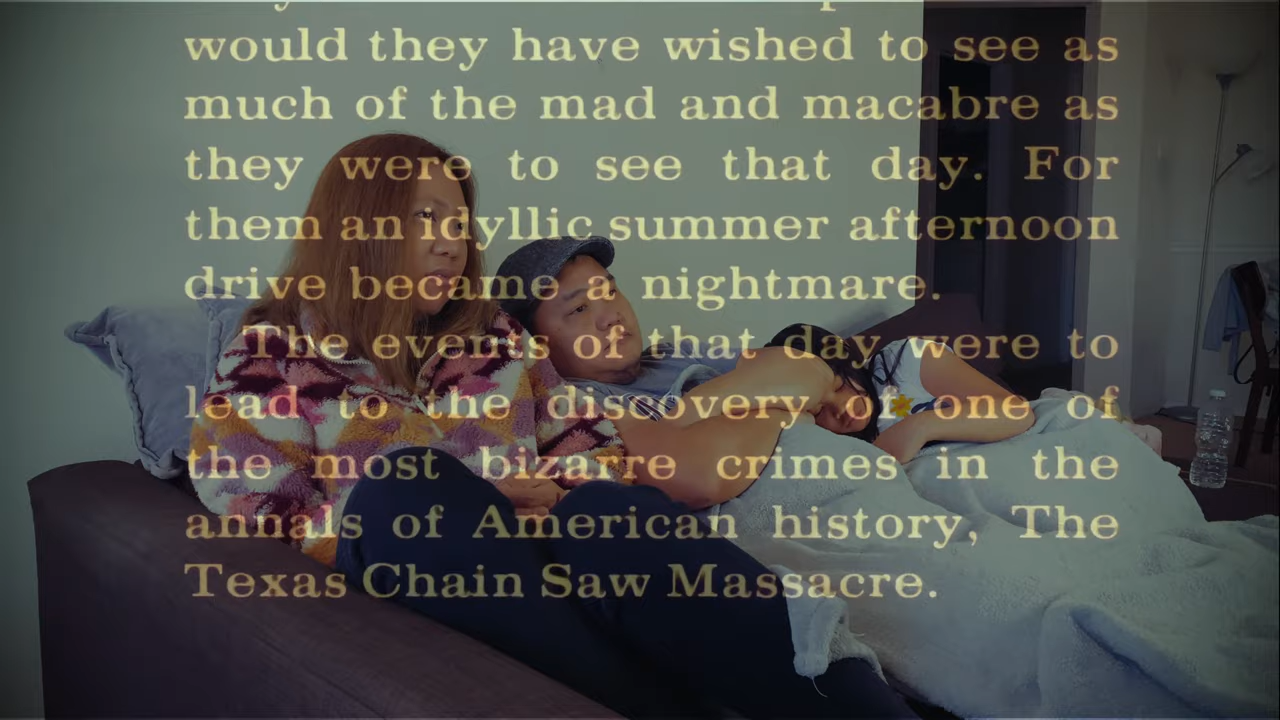 would they have wished to see as
much of the mad and macabre as
they were to see that day. For
them an idyllic summer afternoon
drive became a nightmare.
The events of that day were to
lead to the discovery of one of
the most bizarre crimes in the
annals of American history, The
Texas Chain Saw Massacre.